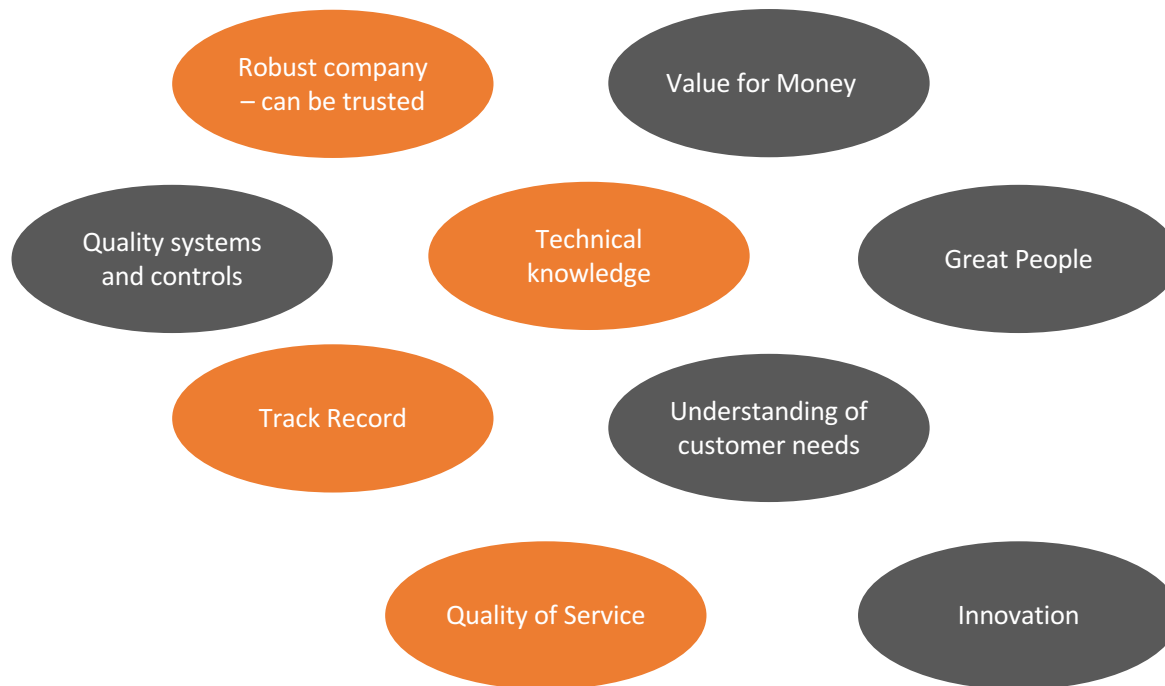 Robust company
– can be trusted
Value for Money
Quality systems
and controls
Technical
knowledge
Great People
Track Record
Understanding of
customer needs
Quality of Service
Innovation